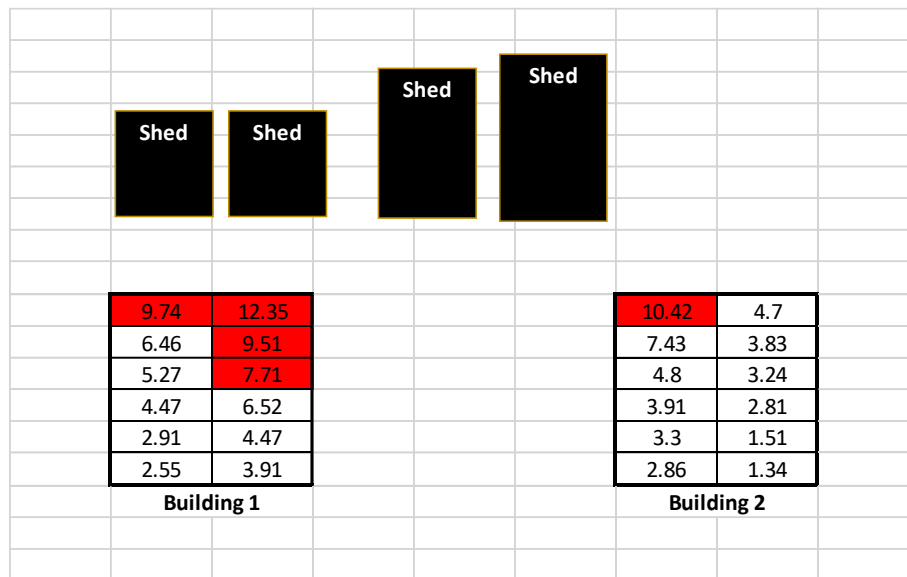 Shed
Shed
Shed Shed
9.74 12.35 10.42 4.7
6.46 9.51 7.43 3.83
5.27 7.71 4.8 3.24
4.47 6.52 3.91 2.81
2.91 4.47 3.3 1.51
2.55 3.91 2.86 1.34
Building 1 Building 2